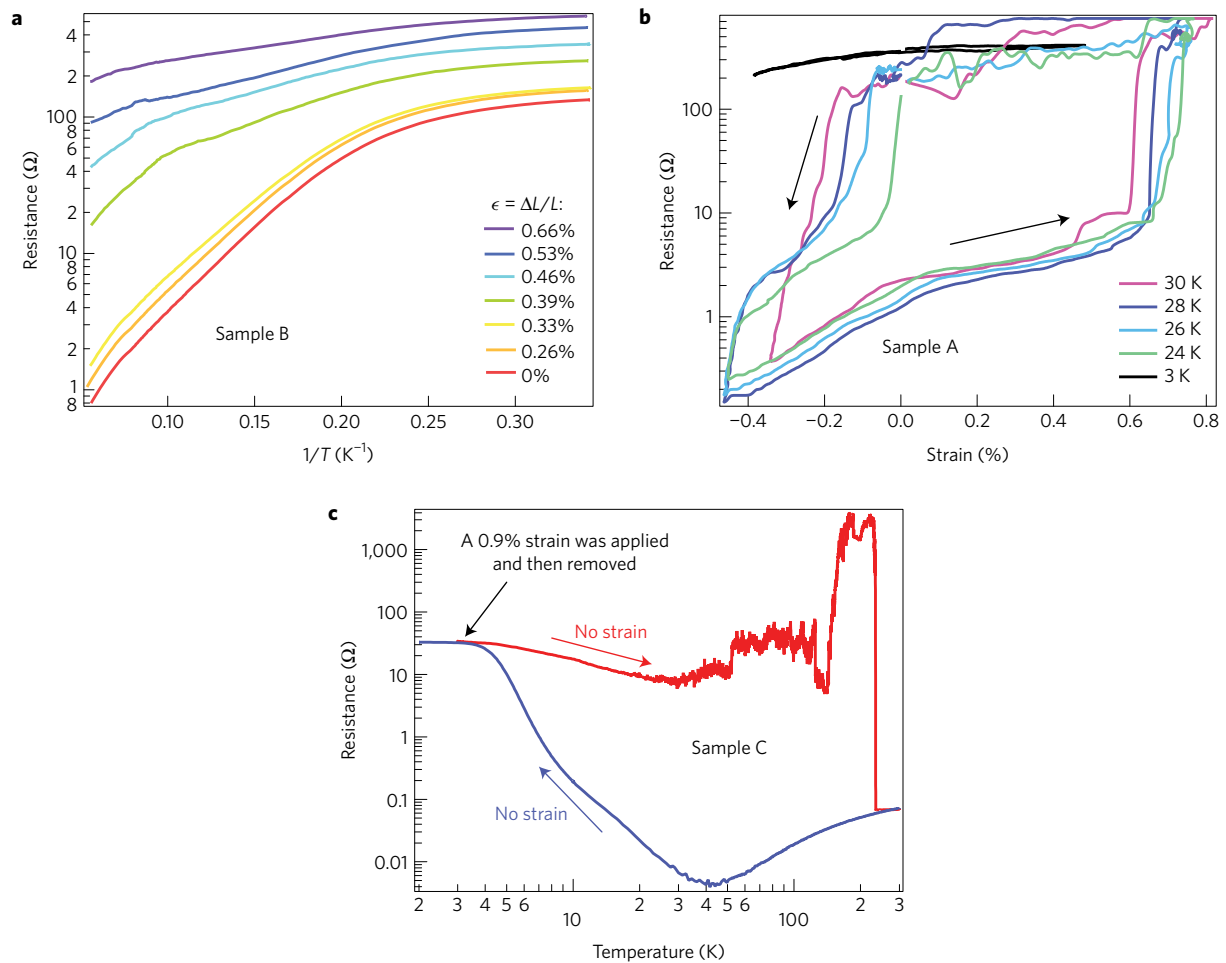 a
Resistance (Ω)
4
2
100
8
6
4
2
10
8
6
4
2
1
8
0.10
0.15
0.20
0.25
0.30
1/T (K⁻¹)
Sample B
ϵ = ΔL/L:
0.66%
0.53%
0.46%
0.39%
0.33%
0.26%
0%
b
Resistance (Ω)
100
10
1
−0.4
−0.2
0.0
0.2
0.4
0.6
0.8
Strain (%)
Sample A
30 K
28 K
26 K
24 K
3 K
c
Resistance (Ω)
1,000
100
10
1
0.1
0.01
A 0.9% strain was applied
and then removed
No strain
Sample C
No strain
2 3 4 5 6 10 2 3 4 5 6 100 2 3
Temperature (K)